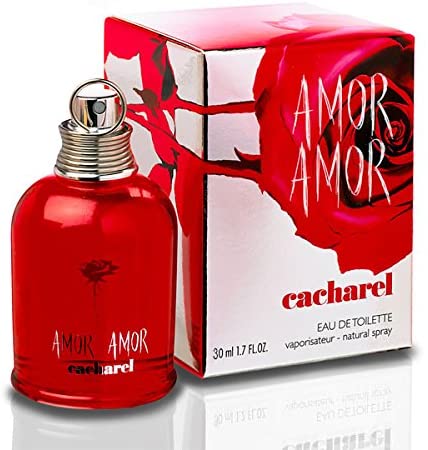 AMOR
AMOR
cacharel
EAU DE TOILETTE
vaporisateur - natural spray
30 ml 1.7 FL.OZ.
AMOR AMOR
cacharel